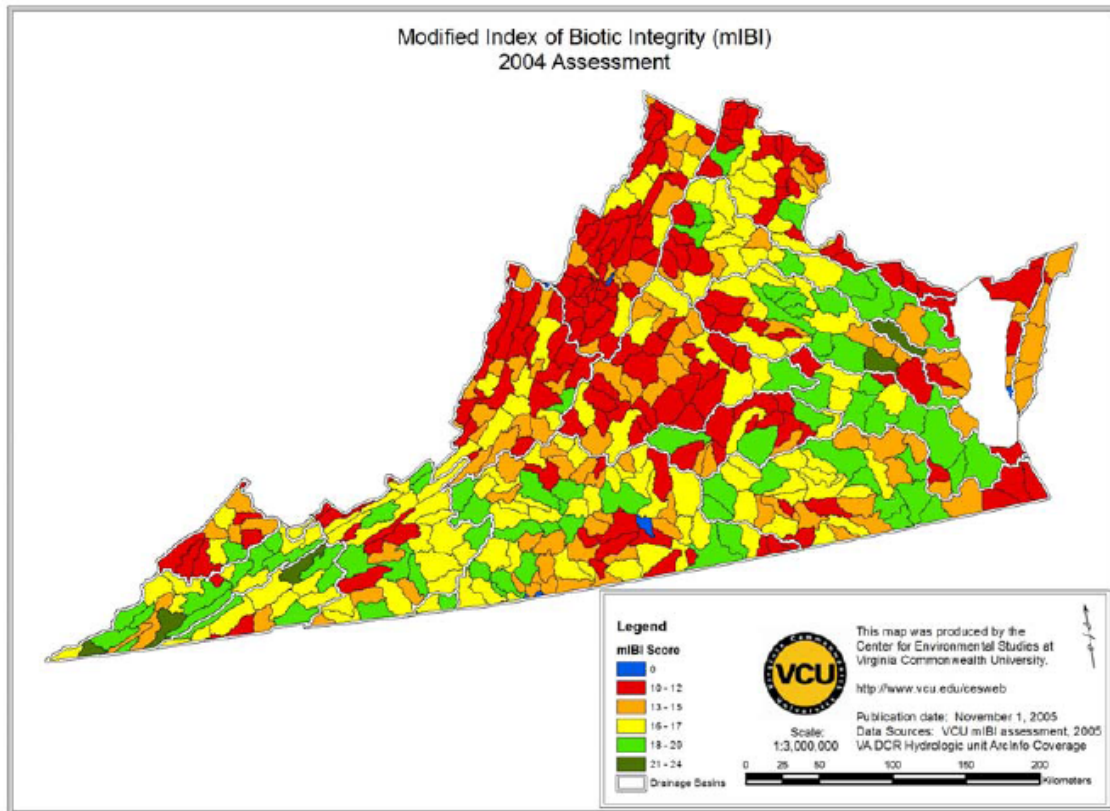 Modified Index of Biotic Integrity (mIBI)
2004 Assessment
Legend
mIBI Score
0
10 - 12
13 - 15
16 - 17
18 - 20
21 - 24
Drainage Basins
Virginia Commonwealth
VCU
University
Scale:
1:3,000,000
This map was produced by the
Center for Environmental Studies at
Virginia Commonwealth University.
http://www.vcu.edu/cesweb
Publication date: November 1, 2005
Data Sources: VCU mIBI assessment, 2005
VA DCR Hydrologic unit ArcInfo Coverage
0 25 50 100 150 200
Kilometers